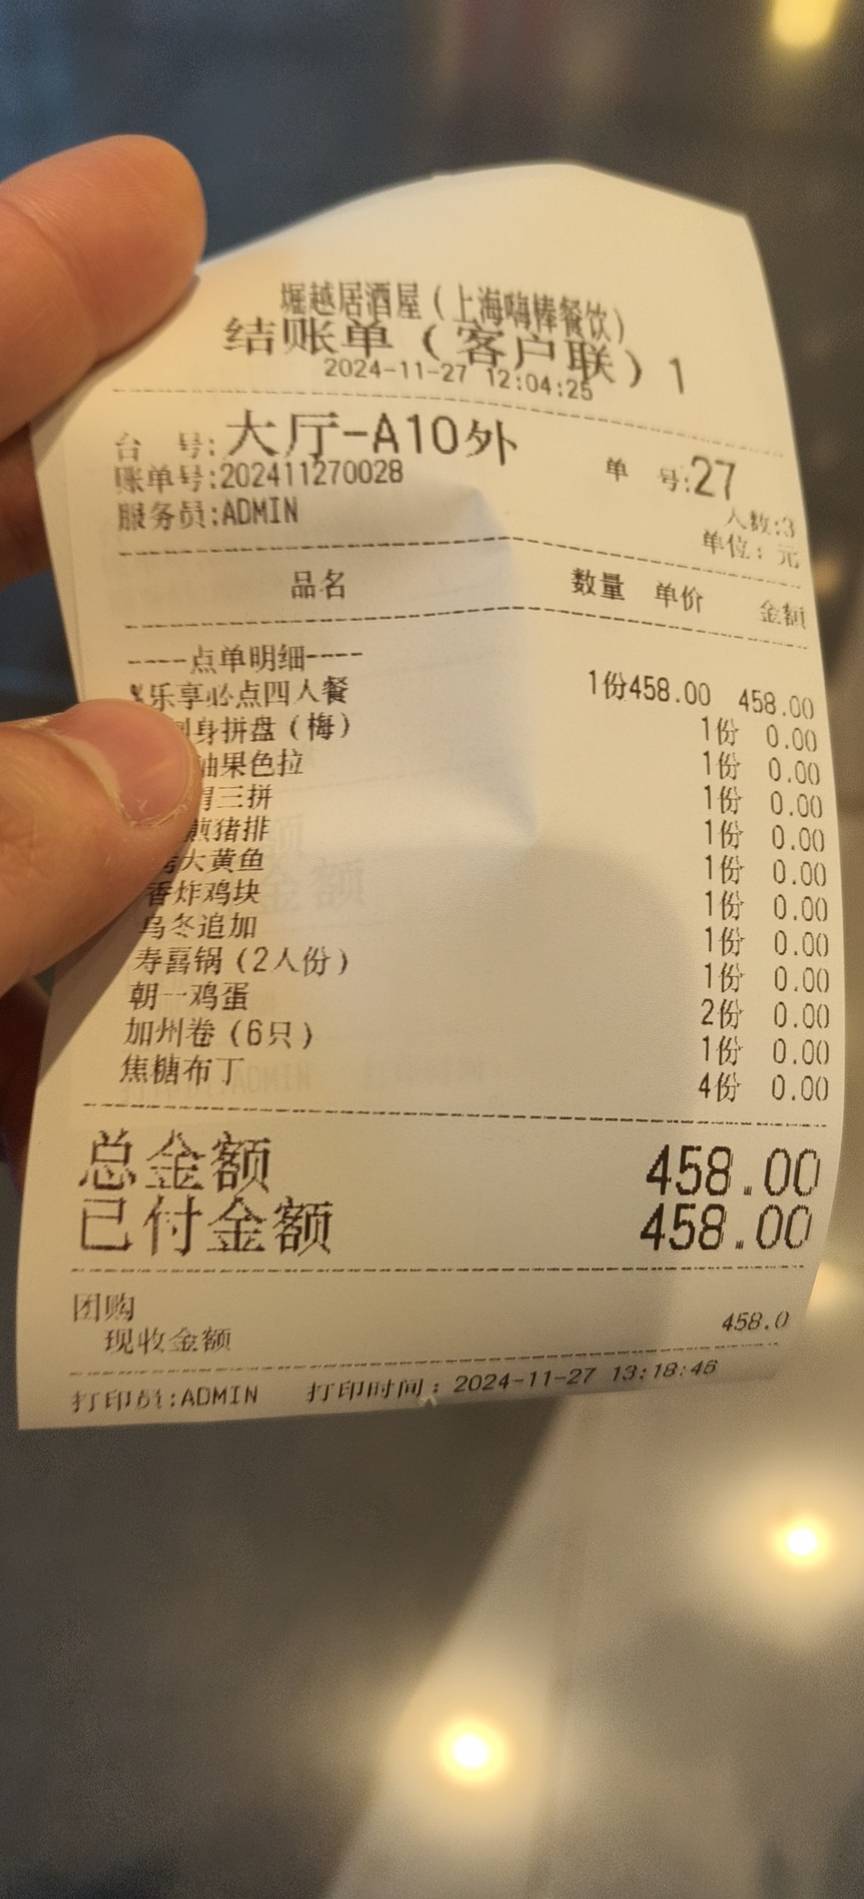 堀越居酒屋（上海嗨棒餐饮）
结账单（客户联）1
2024-11-27 12:04:25
台 号:大厅-A10外 单 号:27
账单号:202411270028
服务员:ADMIN 人数:3
单位：元
品名 数量 单价 金额
----点单明细----
乐享必点四人餐 1份458.00 458.00
身拼盘（梅） 1份 0.00
油果色拉 1份 0.00
三拼 1份 0.00
煎猪排 1份 0.00
大黄鱼 1份 0.00
香炸鸡块 1份 0.00
乌冬追加 1份 0.00
寿喜锅（2人份） 1份 0.00
朝一鸡蛋 2份 0.00
加州卷（6只） 1份 0.00
焦糖布丁 4份 0.00
总金额 458.00
已付金额 458.00
团购
现收金额 458.0
打印员:ADMIN 打印时间：2024-11-27 13:18:46